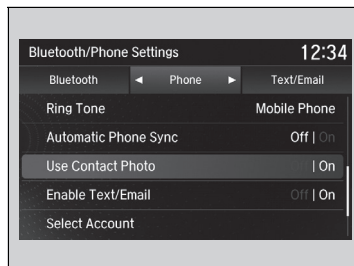 Bluetooth/Phone Settings 12:34
Bluetooth ◄ Phone ► Text/Email
Ring Tone Mobile Phone
Automatic Phone Sync Off | On
Use Contact Photo Off | On
Enable Text/Email Off | On
Select Account